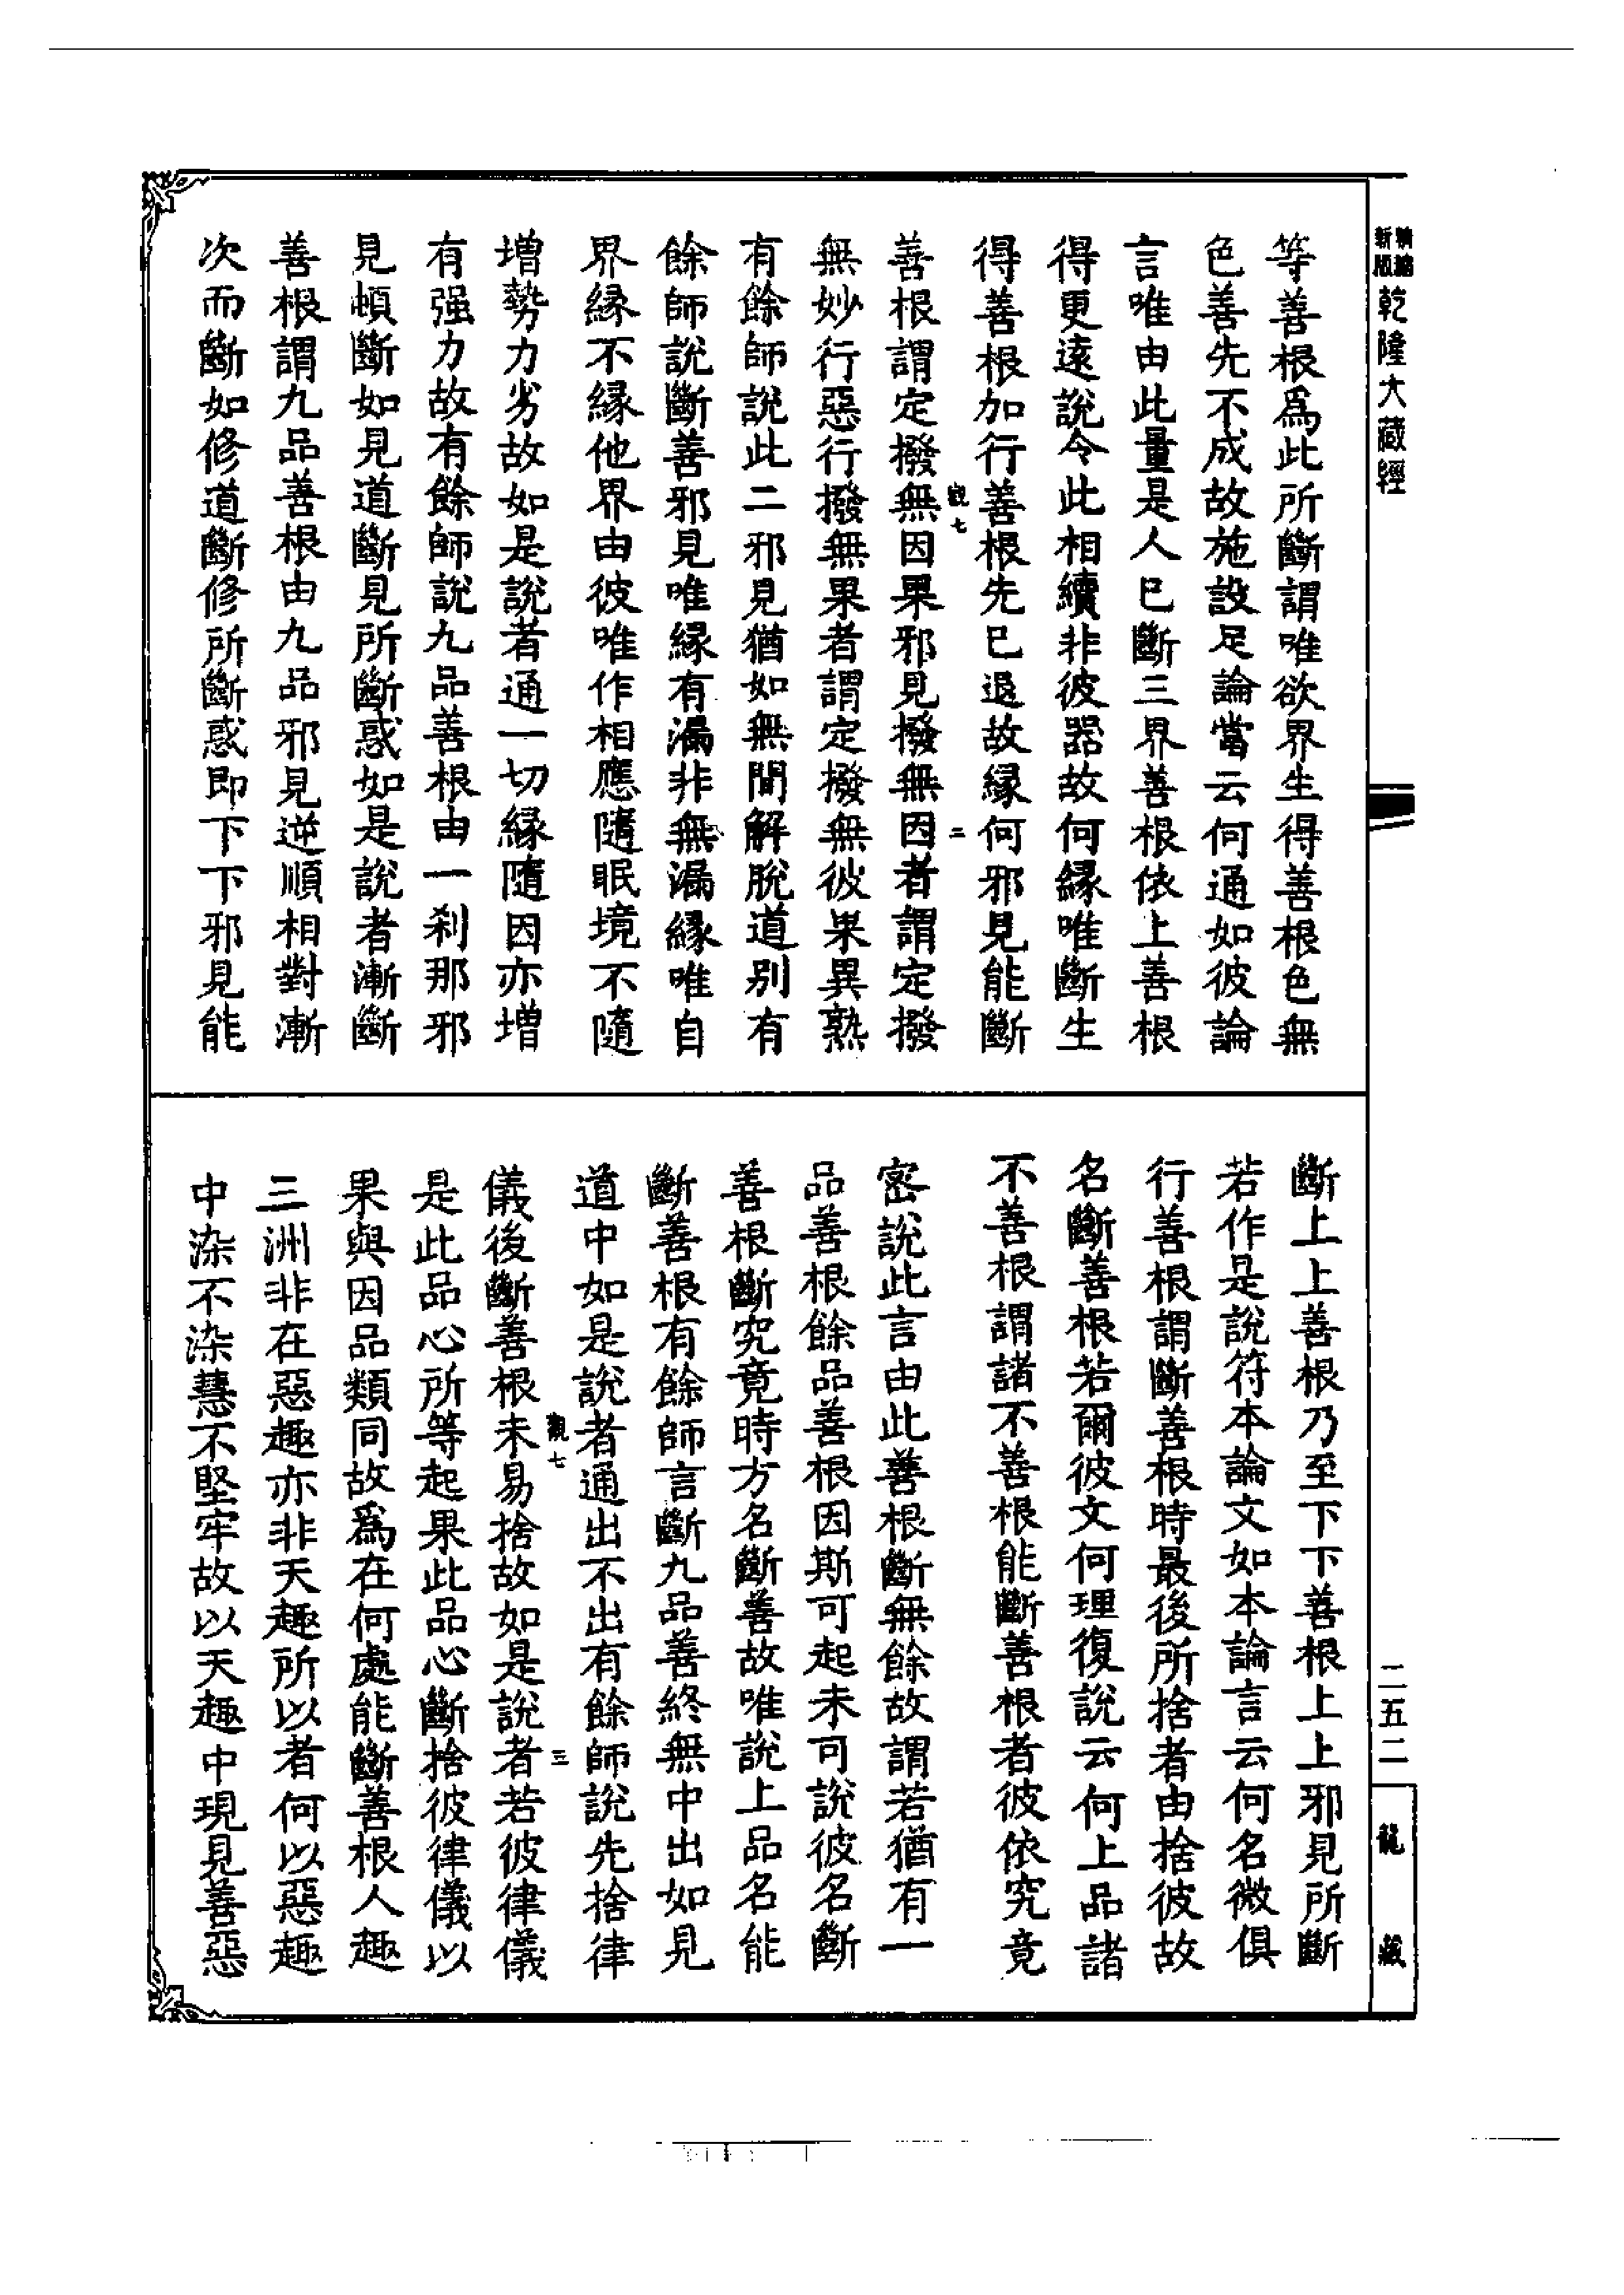 精縮新版乾隆大藏經
二五二
龍藏
等善根爲此所斷謂唯欲界生得善根色無
色善先不成故施設足論當云何通如彼論
言唯由此量是人已斷三界善根依上善根
得更遠說令此相續非彼器故何緣唯斷生
得善根加行善根先已退故緣何邪見能斷
觀七 二
善根謂定撥無因果邪見撥無因者謂定撥
無妙行惡行撥無果者謂定撥無彼果異熟
有餘師說此二邪見猶如無間解脫道別有
餘師說斷善邪見唯緣有漏非無漏緣唯自
界緣不緣他界由彼唯作相應隨眠境不隨
增勢力劣故如是說者通一切緣隨因亦增
有强力故有餘師說九品善根由一刹那邪
見頓斷如見道斷見所斷惑如是說者漸斷
善根謂九品善根由九品邪見逆順相對漸
次而斷如修道斷修所斷惑即下下邪見能
斷上上善根乃至下下善根上上邪見所斷
若作是說符本論文如本論言云何名微俱
行善根謂斷善根時最後所捨者由捨彼故
名斷善根若爾彼文何理復說云何上品諸
不善根謂諸不善根能斷善根者彼依究竟
密說此言由此善根斷無餘故謂若猶有一
品善根餘品善根因斯可起未可說彼名斷
善根斷究竟時方名斷善故唯說上品名能
斷善根有餘師言斷九品善終無中出如見
道中如是說者通出不出有餘師說先捨律
觀七 三
儀後斷善根未易捨故如是說者若彼律儀
是此品心所等起果此品心斷捨彼律儀以
果與因品類同故爲在何處能斷善根人趣
三洲非在惡趣亦非天趣所以者何以惡趣
中染不染慧不堅牢故以天趣中現見善惡